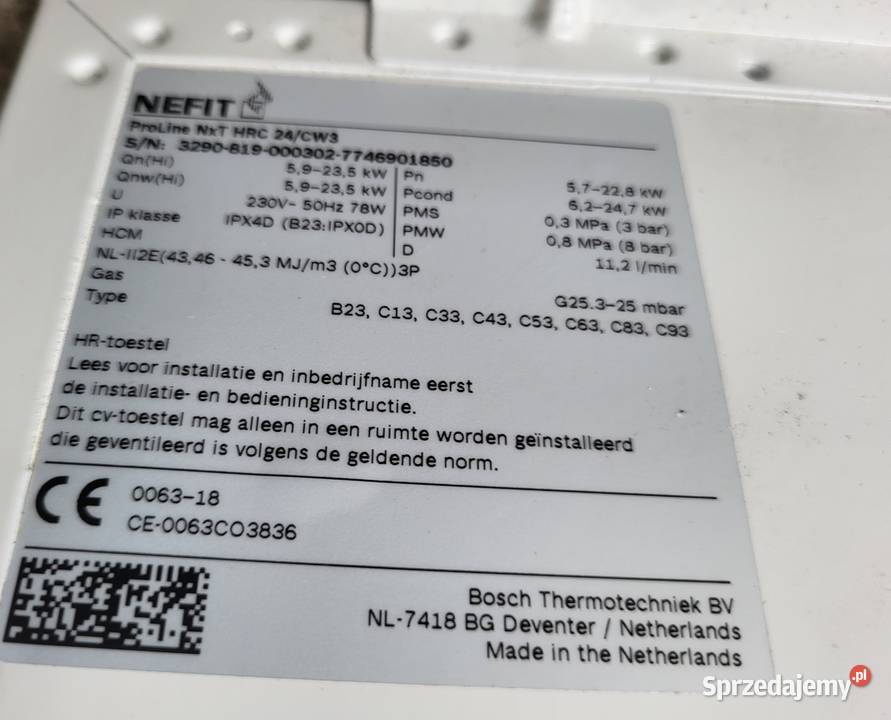 NEFIT
ProLine NxT HRC 24/CW3
S/N: 3290-819-000302-7746901850
Qn(Hi) 5,9-23,5 kW Pn 5,7-22,8 kW
Qnw(Hi) 5,9-23,5 kW Pcond 6,2-24,7 kW
U 230V- 50Hz 78W PMS 0,3 MPa (3 bar)
IP klasse IPX4D (B23:IPX0D) PMW 0,8 MPa (8 bar)
HCM D 11,2 l/min
NL-II2E(43,46 - 45,3 MJ/m3 (0°C))3P
Gas G25.3-25 mbar
Type B23, C13, C33, C43, C53, C63, C83, C93
HR-toestel
Lees voor installatie en inbedrijfname eerst
de installatie- en bedieninginstructie.
Dit cv-toestel mag alleen in een ruimte worden geïnstalleerd
die geventileerd is volgens de geldende norm.
CE 0063-18
CE-0063CO3836
Bosch Thermotechniek BV
NL-7418 BG Deventer / Netherlands
Made in the Netherlands
Sprzedajemy.pl